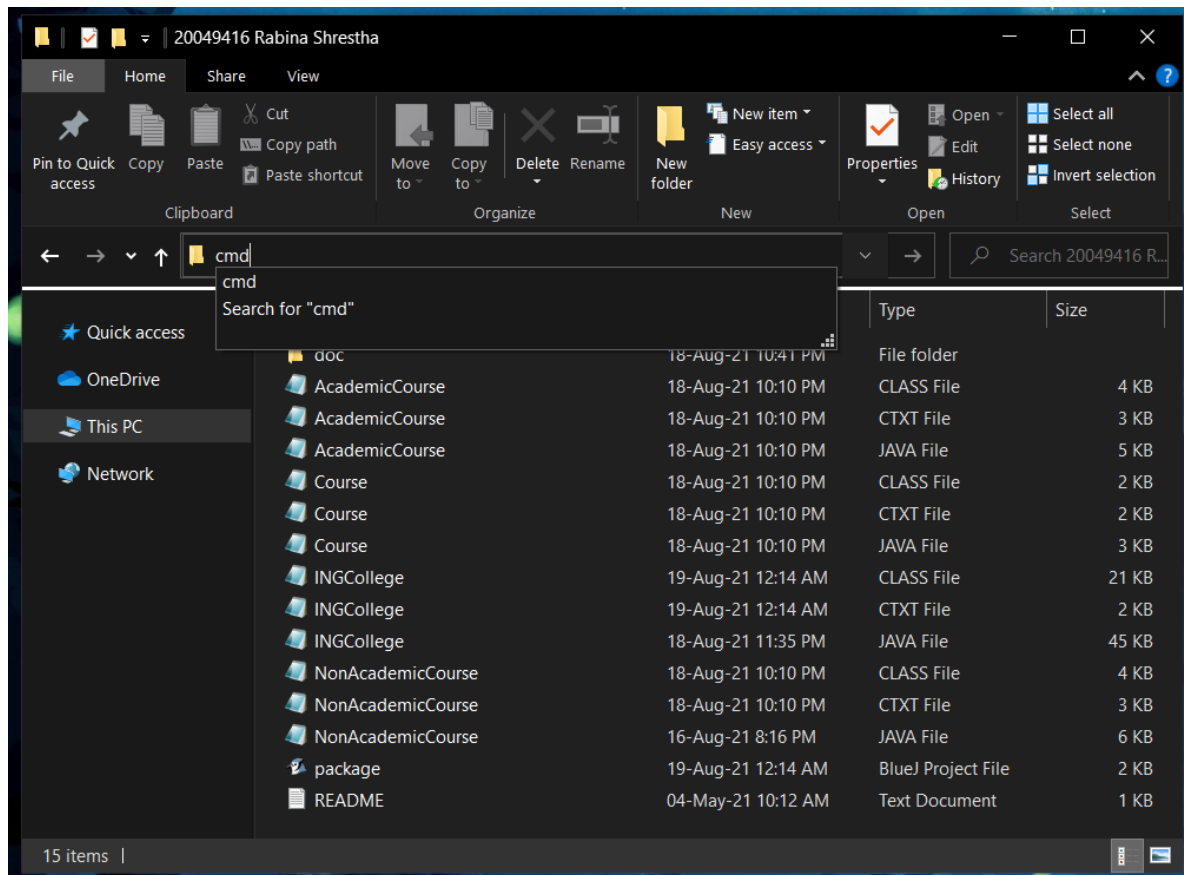 20049416 Rabina Shrestha
File Home Share View
Pin to Quick access
Copy
Paste
Cut
Copy path
Paste shortcut
Clipboard
Move to
Copy to
Delete
Rename
Organize
New folder
New item
Easy access
New
Properties
Open
Edit
History
Open
Select all
Select none
Invert selection
Select
cmd
Search 20049416 R...
cmd
Search for "cmd"
Type Size
Quick access
OneDrive
This PC
Network
doc 18-Aug-21 10:41 PM File folder
AcademicCourse 18-Aug-21 10:10 PM CLASS File 4 KB
AcademicCourse 18-Aug-21 10:10 PM CTXT File 3 KB
AcademicCourse 18-Aug-21 10:10 PM JAVA File 5 KB
Course 18-Aug-21 10:10 PM CLASS File 2 KB
Course 18-Aug-21 10:10 PM CTXT File 2 KB
Course 18-Aug-21 10:10 PM JAVA File 3 KB
INGCollege 19-Aug-21 12:14 AM CLASS File 21 KB
INGCollege 19-Aug-21 12:14 AM CTXT File 2 KB
INGCollege 18-Aug-21 11:35 PM JAVA File 45 KB
NonAcademicCourse 18-Aug-21 10:10 PM CLASS File 4 KB
NonAcademicCourse 18-Aug-21 10:10 PM CTXT File 3 KB
NonAcademicCourse 16-Aug-21 8:16 PM JAVA File 6 KB
package 19-Aug-21 12:14 AM BlueJ Project File 2 KB
README 04-May-21 10:12 AM Text Document 1 KB
15 items